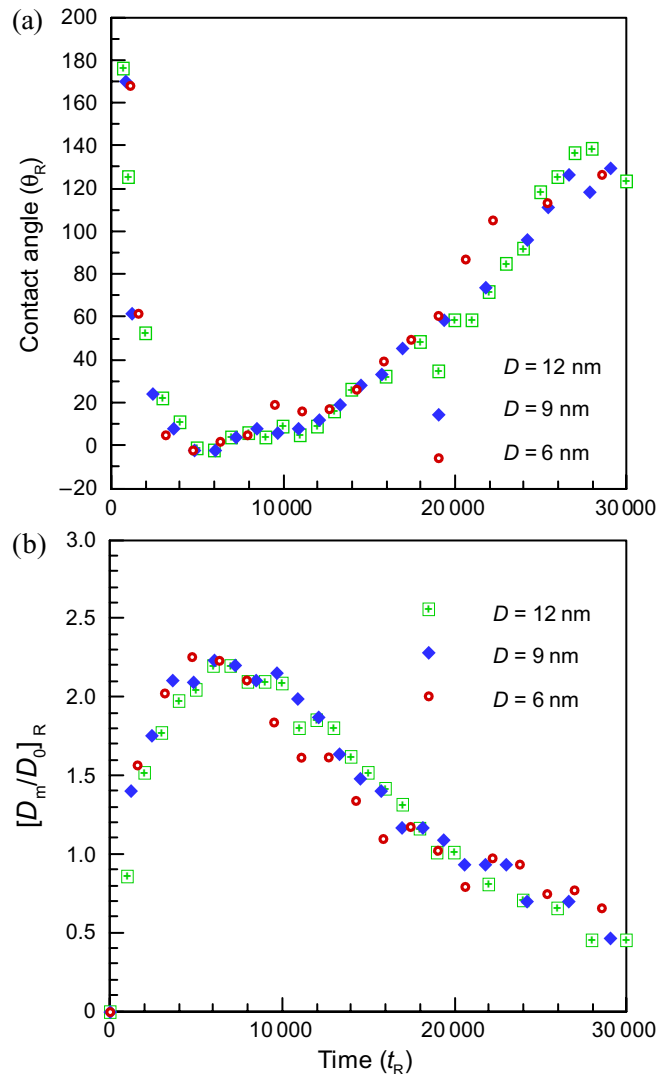 (a)
200
180
160
140
120
100
80
60
40
20
0
–20
Contact angle (θR)
D = 12 nm
D = 9 nm
D = 6 nm
0
10 000
20 000
30 000
(b)
3.0
2.5
2.0
1.5
1.0
0.5
0
[Dm/D0]R
D = 12 nm
D = 9 nm
D = 6 nm
0
10 000
20 000
30 000
Time (tR)